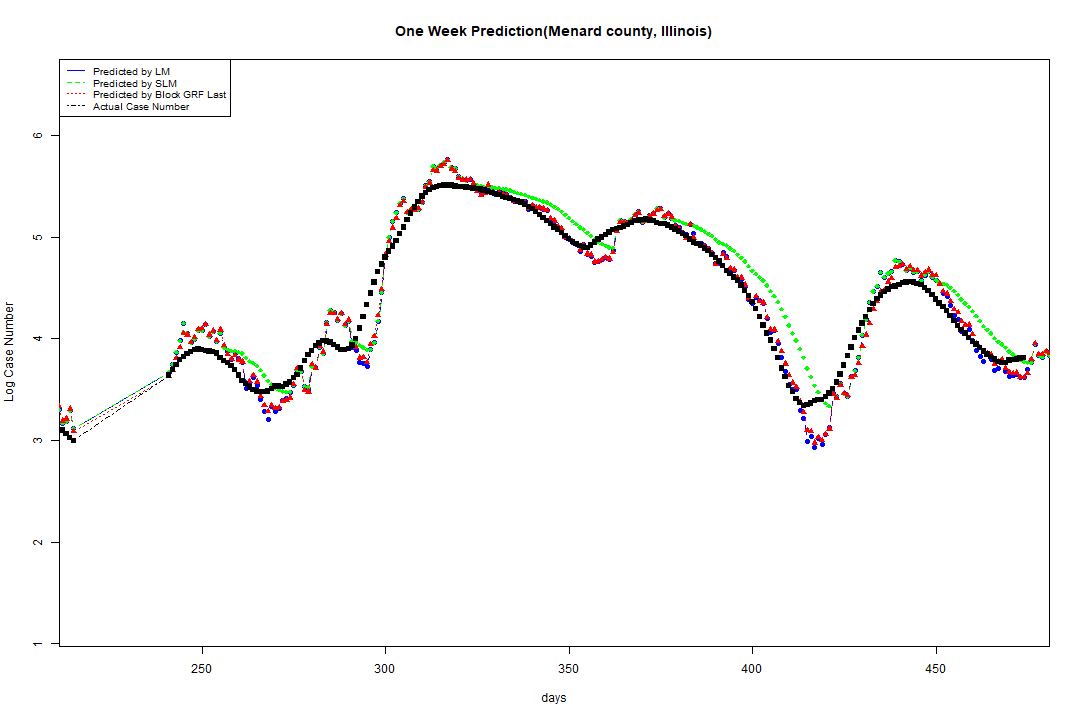 One Week Prediction(Menard county, Illinois)
Predicted by LM
Predicted by SLM
Predicted by Block GRF Last
Actual Case Number
6
5
4
3
2
1
Log Case Number
250 300 350 400 450
days